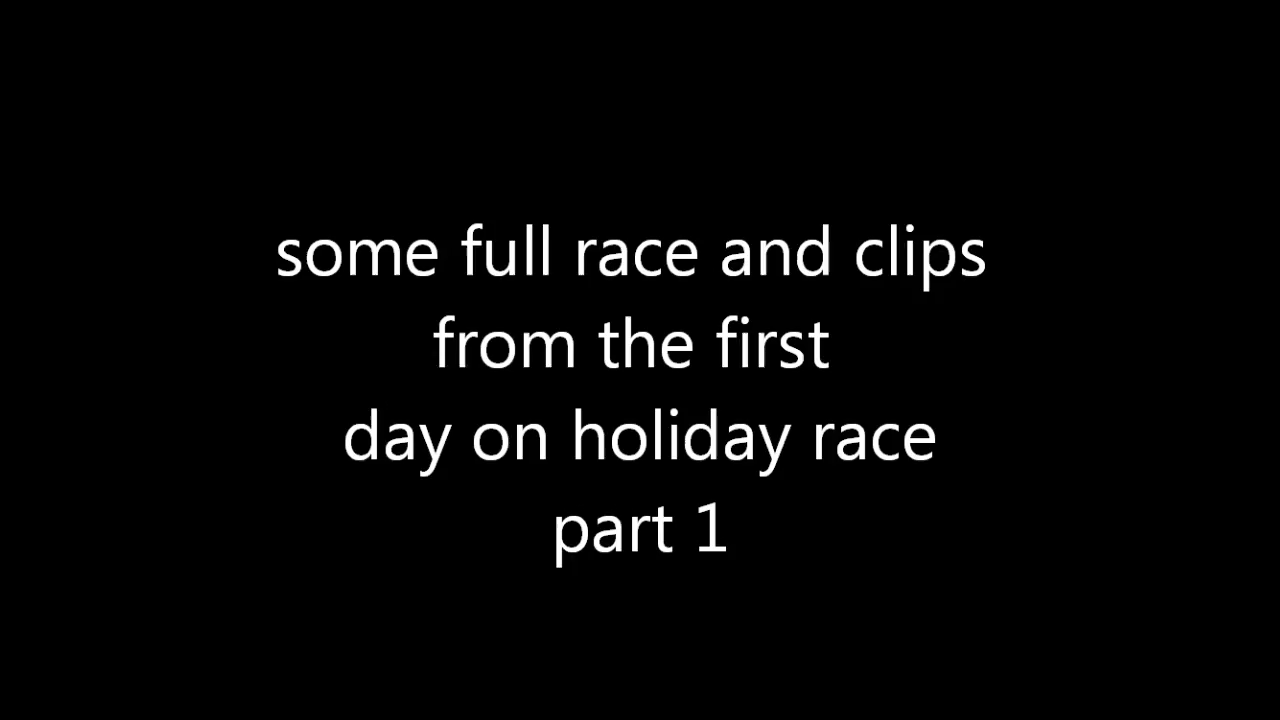 some full race and clips
from the first
day on holiday race
part 1